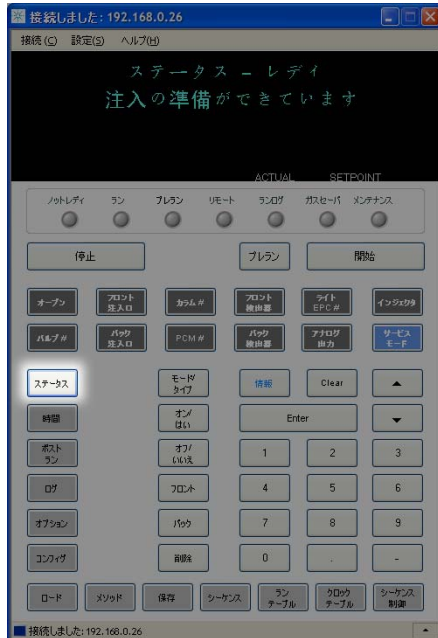 接続しました: 192.168.0.26
接続(C) 設定(S) ヘルプ(H)
ステータス - レディ
注入の準備ができています
ACTUAL SETPOINT
ノットレディ ラン プレラン リモート ランログ ガスセーバ メンテナンス
停止 プレラン 開始
オーブン フロント注入口 カラム # フロント検出器 ライトEPC # インジェクタ
バルブ # バック注入口 PCM # バック検出器 アナログ出力 サービスモード
ステータス モード/タイプ 情報 Clear ▲
時間 オン/はい Enter ▼
ポストラン オフ/いいえ 1 2 3
ログ フロント 4 5 6
オプション バック 7 8 9
コンフィグ 削除 0 . -
ロード メソッド 保存 シーケンス ランテーブル クロックテーブル シーケンス制御
接続しました: 192.168.0.26